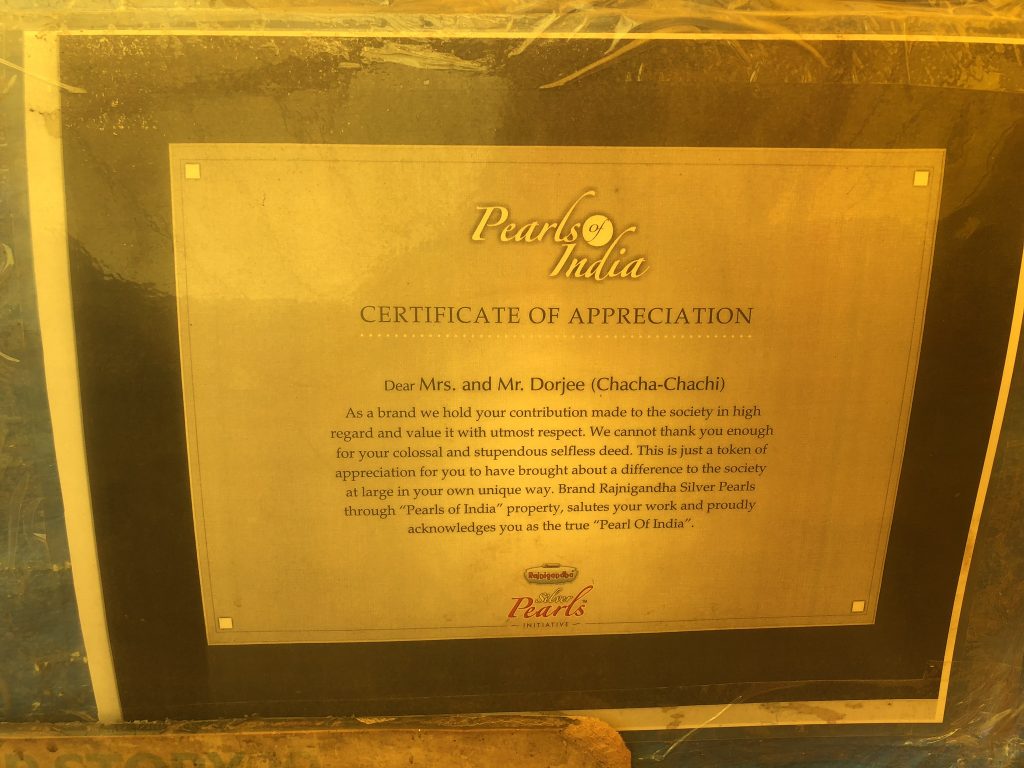 Pearls of
India
CERTIFICATE OF APPRECIATION
Dear Mrs. and Mr. Dorjee (Chacha-Chachi)
As a brand we hold your contribution made to the society in high
regard and value it with utmost respect. We cannot thank you enough
for your colossal and stupendous selfless deed. This is just a token of
appreciation for you to have brought about a difference to the society
at large in your own unique way. Brand Rajnigandha Silver Pearls
through “Pearls of India” property, salutes your work and proudly
acknowledges you as the true “Pearl Of India”.
Rajnigandha
Silver
Pearls
INITIATIVE